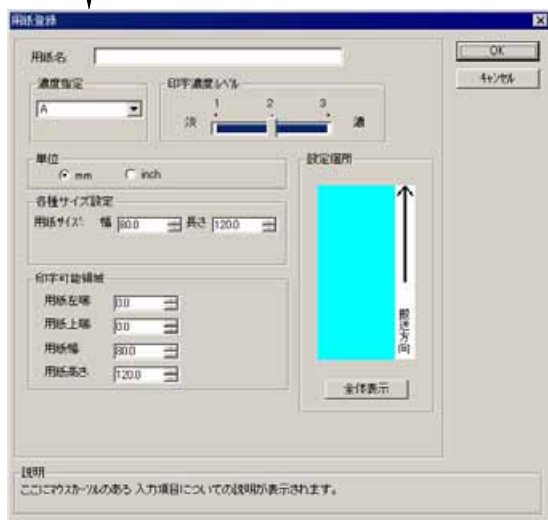 用紙登録
用紙名
OK
キャンセル
濃度指定
A
印字濃度レベル
1 2 3
淡 濃
単位
mm inch
各種サイズ設定
用紙サイズ: 幅 80.0 長さ 120.0
印字可能領域
用紙左端 0.0
用紙上端 0.0
用紙幅 80.0
用紙高さ 120.0
設定個所
搬送方向
全体表示
説明
ここにマウスカーソルのある 入力項目についての説明が表示されます。